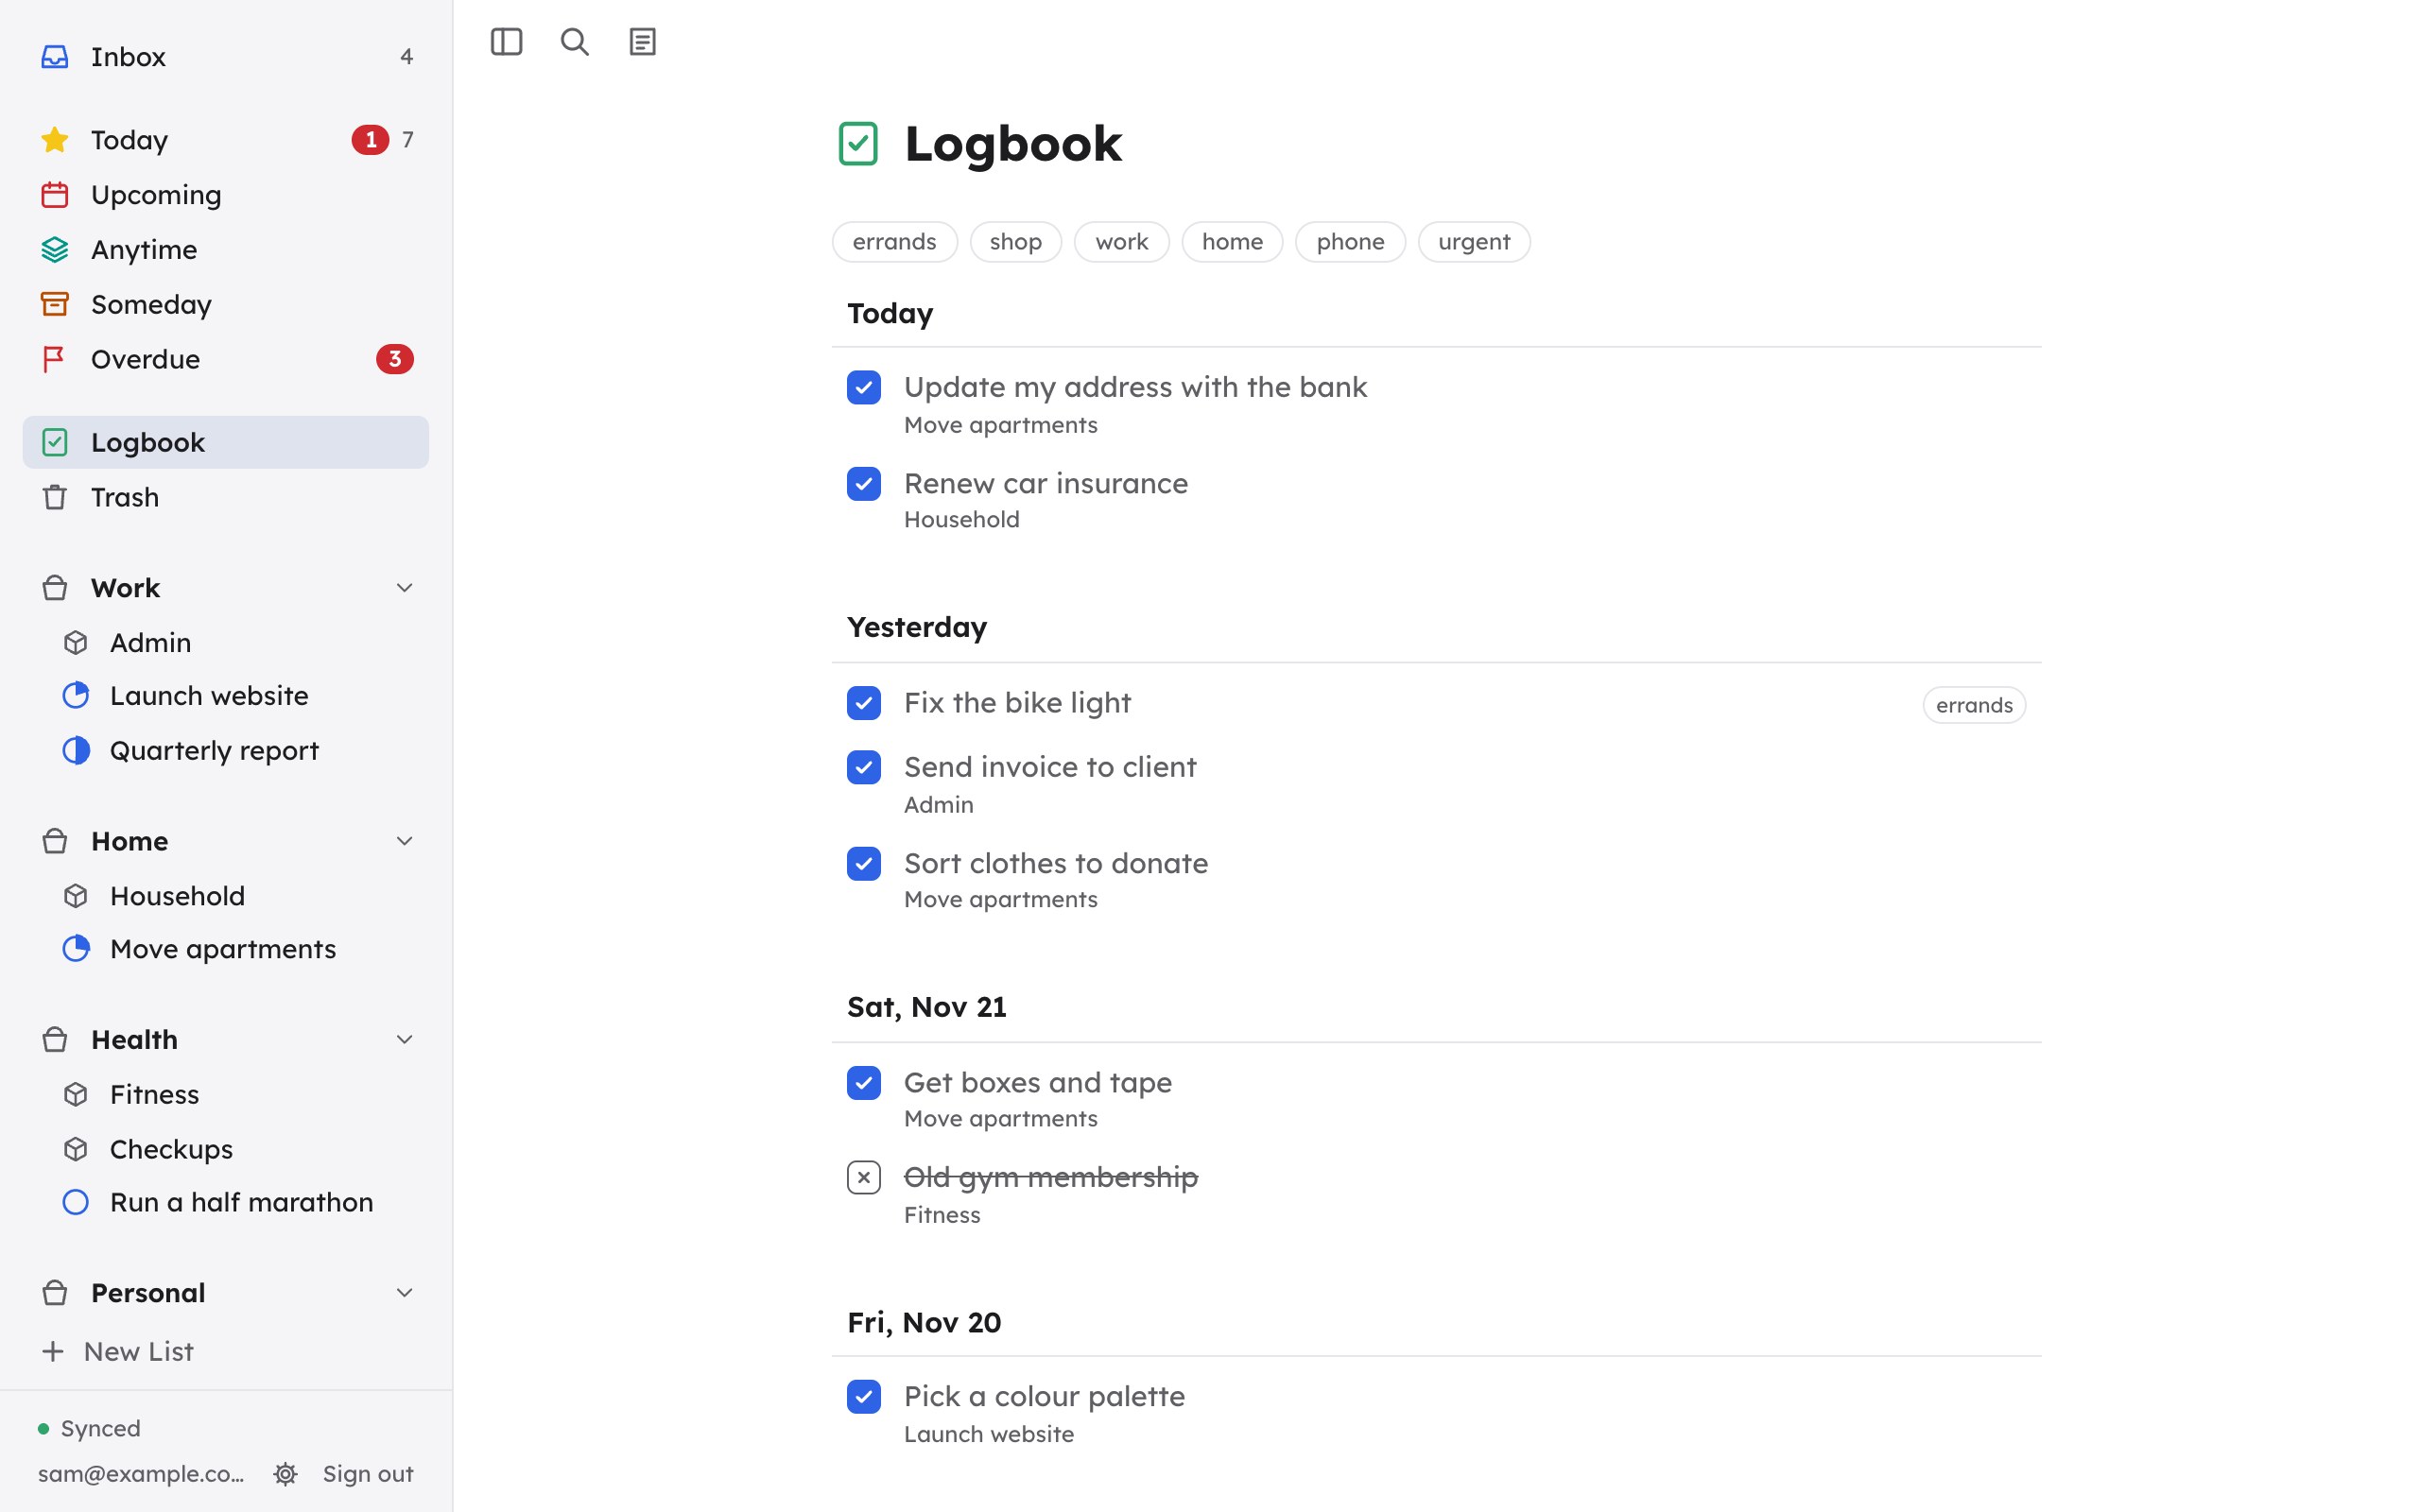 Inbox 4
Today 1 7
Upcoming
Anytime
Someday
Overdue 3
Logbook
Trash
Work
Admin
Launch website
Quarterly report
Home
Household
Move apartments
Health
Fitness
Checkups
Run a half marathon
Personal
New List
Synced
sam@example.co… Sign out
Logbook
errands shop work home phone urgent
Today
Update my address with the bank
Move apartments
Renew car insurance
Household
Yesterday
Fix the bike light errands
Send invoice to client
Admin
Sort clothes to donate
Move apartments
Sat, Nov 21
Get boxes and tape
Move apartments
Old gym membership
Fitness
Fri, Nov 20
Pick a colour palette
Launch website